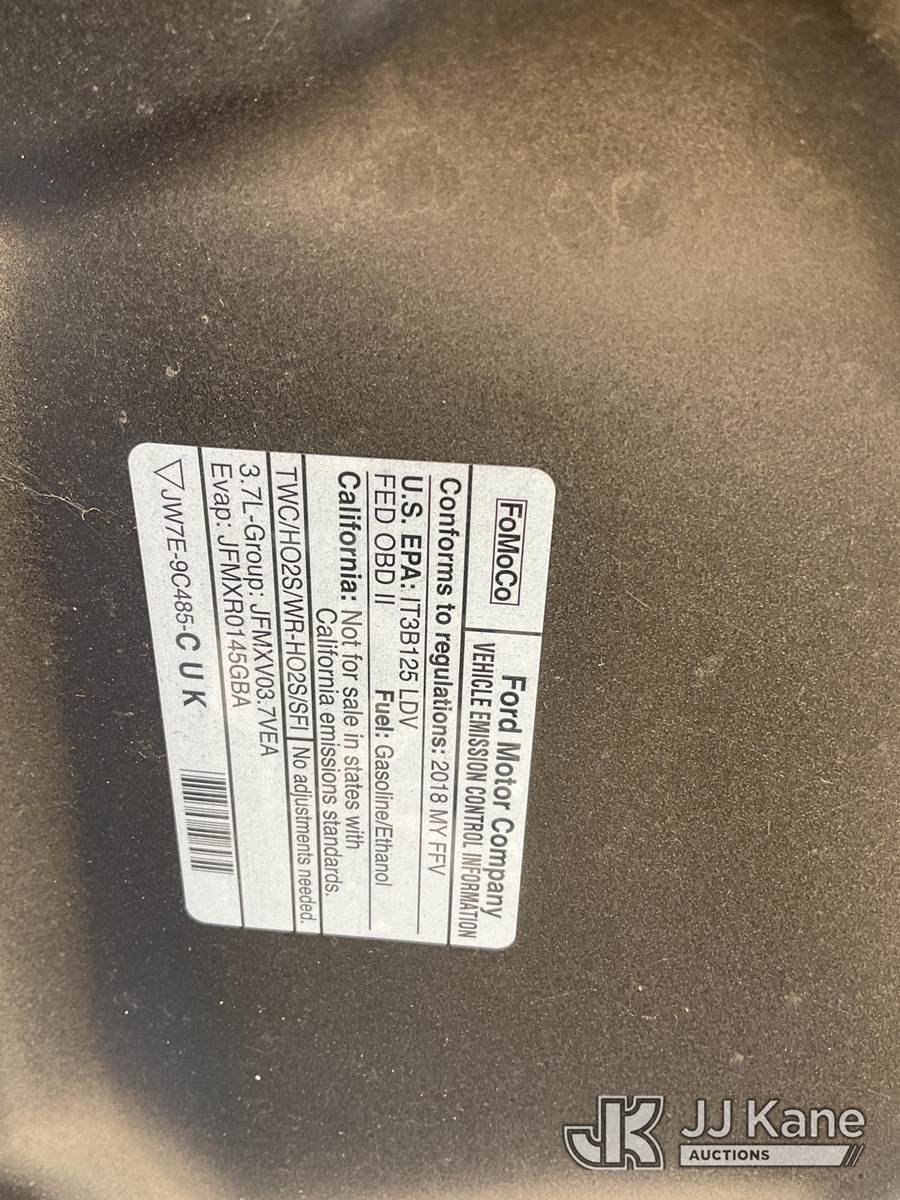 FoMoCo
Ford Motor Company
VEHICLE EMISSION CONTROL INFORMATION
Conforms to regulations: 2018 MY FFV
U.S. EPA: IT3B125 LDV
FED OBD II Fuel: Gasoline/Ethanol
California: Not for sale in states with
California emissions standards.
TWC/HO2S/WR-HO2S/SFI No adjustments needed.
3.7L-Group: JFMXV03.7VEA
Evap: JFMXR0145GBA
JW7E-9C485-C U K
JK
JJ Kane
AUCTIONS